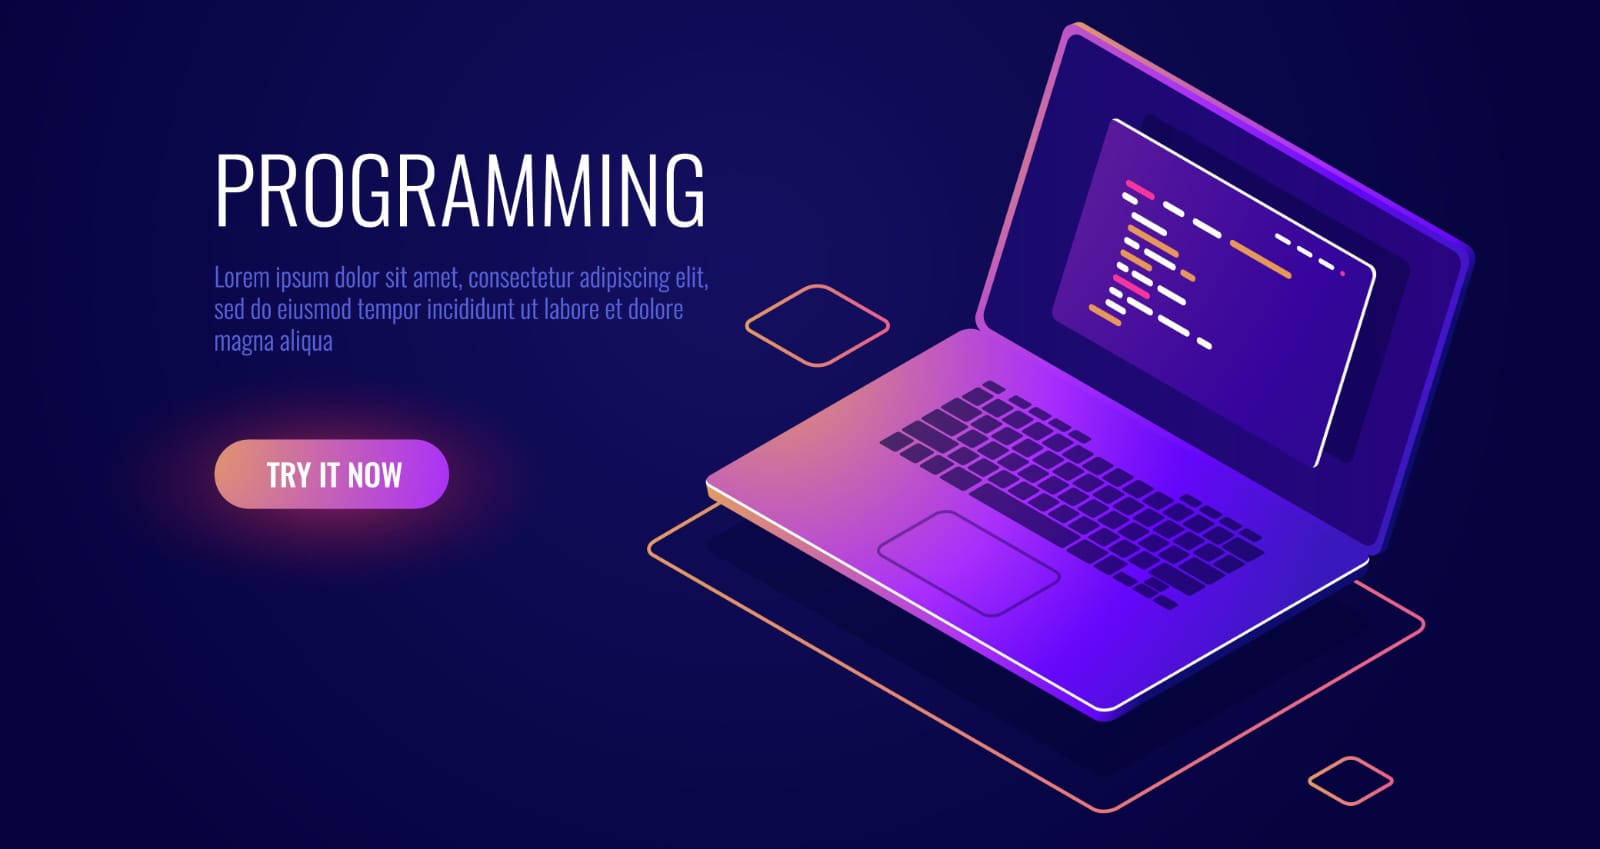 PROGRAMMING
Lorem ipsum dolor sit amet, consectetur adipiscing elit,
sed do eiusmod tempor incididunt ut labore et dolore
magna aliqua
TRY IT NOW